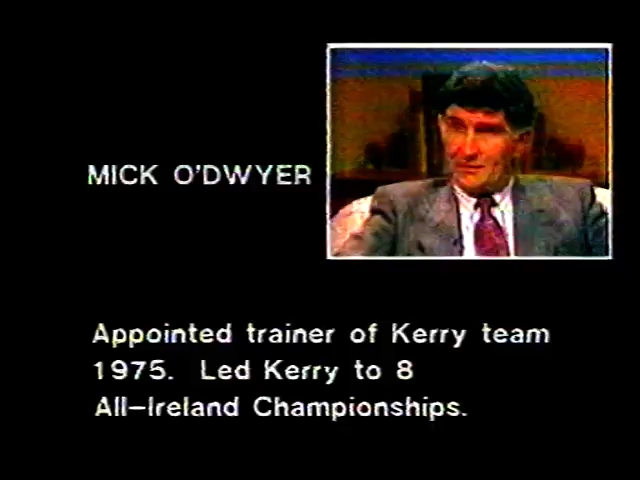 MICK O'DWYER
Appointed trainer of Kerry team
1975. Led Kerry to 8
All-Ireland Championships.